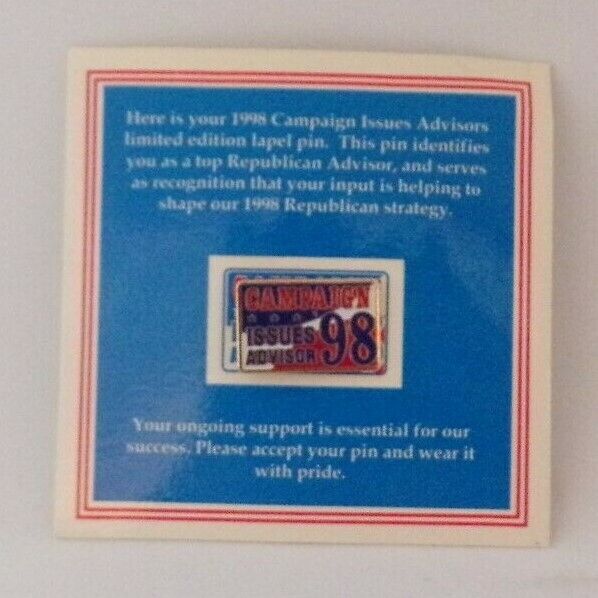 Here is your 1998 Campaign Issues Advisors
limited edition lapel pin. This pin identifies
you as a top Republican Advisor, and serves
as recognition that your input is helping to
shape our 1998 Republican strategy.
CAMPAIGN
ISSUES
ADVISOR 98
Your ongoing support is essential for our
success. Please accept your pin and wear it
with pride.